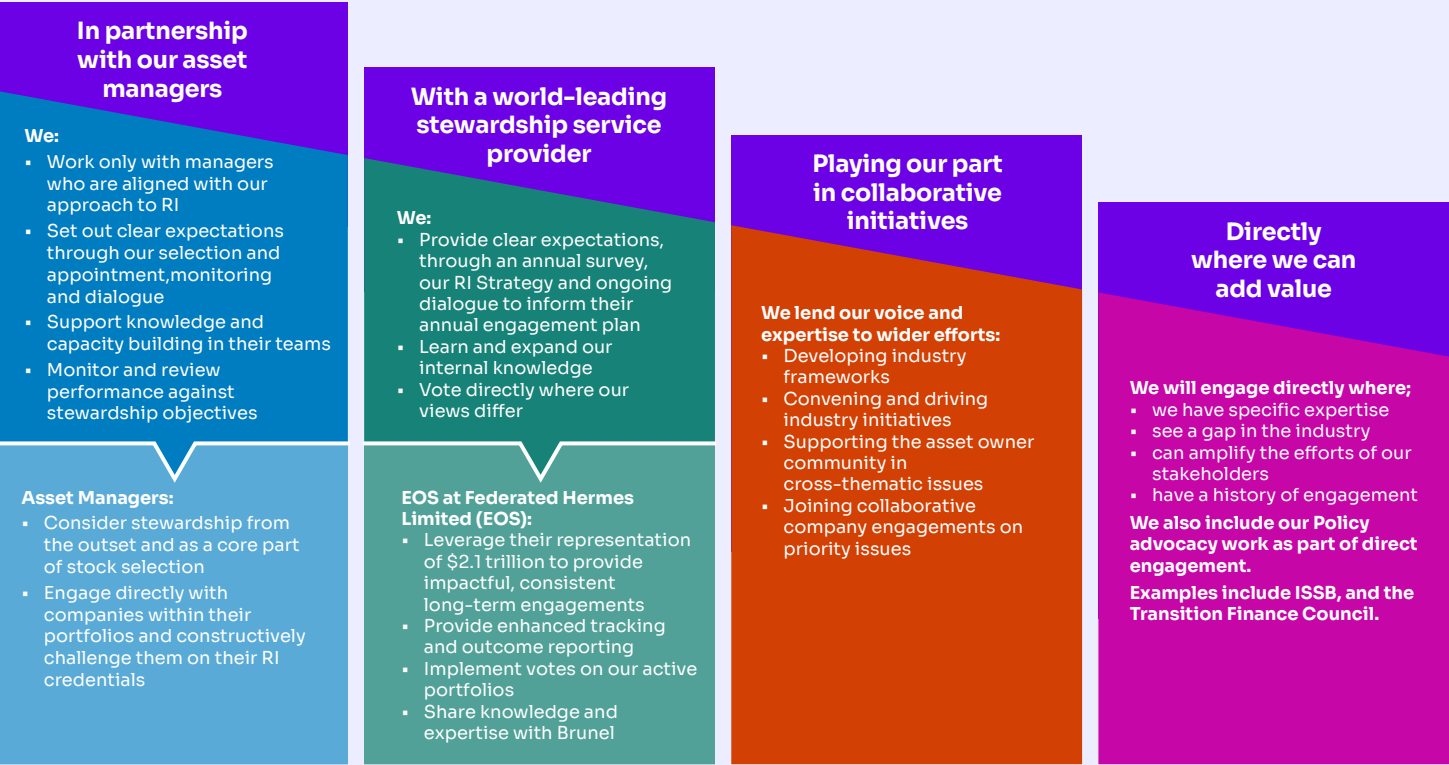 In partnership
with our asset
managers
We:
▪ Work only with managers
who are aligned with our
approach to RI
▪ Set out clear expectations
through our selection and
appointment,monitoring
and dialogue
▪ Support knowledge and
capacity building in their teams
▪ Monitor and review
performance against
stewardship objectives
Asset Managers:
▪ Consider stewardship from
the outset and as a core part
of stock selection
▪ Engage directly with
companies within their
portfolios and constructively
challenge them on their RI
credentials
With a world-leading
stewardship service
provider
We:
▪ Provide clear expectations,
through an annual survey,
our RI Strategy and ongoing
dialogue to inform their
annual engagement plan
▪ Learn and expand our
internal knowledge
▪ Vote directly where our
views differ
EOS at Federated Hermes
Limited (EOS):
▪ Leverage their representation
of $2.1 trillion to provide
impactful, consistent
long-term engagements
▪ Provide enhanced tracking
and outcome reporting
▪ Implement votes on our active
portfolios
▪ Share knowledge and
expertise with Brunel
Playing our part
in collaborative
initiatives
We lend our voice and
expertise to wider efforts:
▪ Developing industry
frameworks
▪ Convening and driving
industry initiatives
▪ Supporting the asset owner
community in
cross-thematic issues
▪ Joining collaborative
company engagements on
priority issues
Directly
where we can
add value
We will engage directly where;
▪ we have specific expertise
▪ see a gap in the industry
▪ can amplify the efforts of our
stakeholders
▪ have a history of engagement
We also include our Policy
advocacy work as part of direct
engagement.
Examples include ISSB, and the
Transition Finance Council.